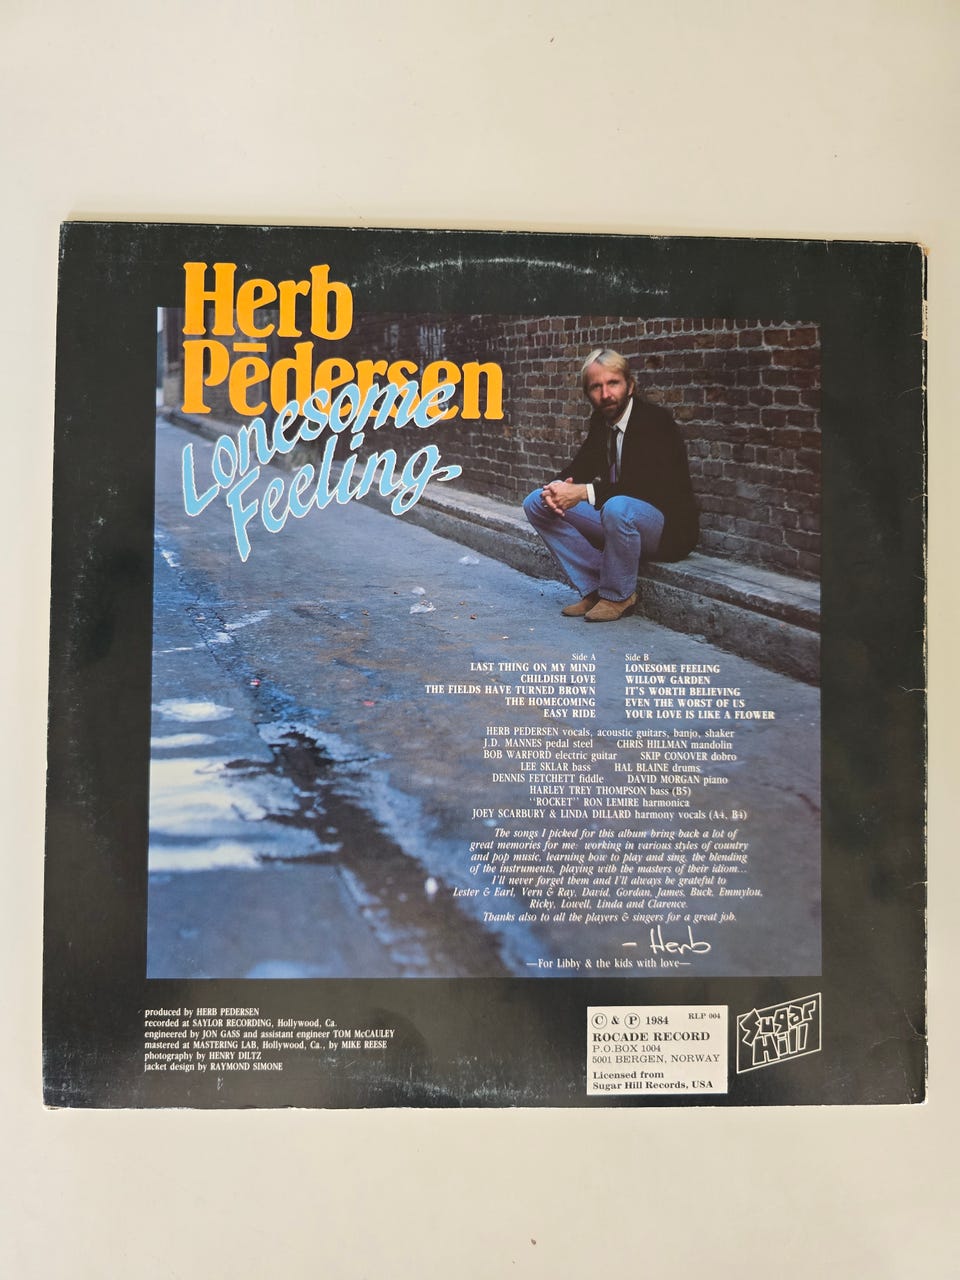 Herb
Pedersen
Lonesome
Feeling
Side A
LAST THING ON MY MIND
CHILDISH LOVE
THE FIELDS HAVE TURNED BROWN
THE HOMECOMING
EASY RIDE
Side B
LONESOME FEELING
WILLOW GARDEN
IT'S WORTH BELIEVING
EVEN THE WORST OF US
YOUR LOVE IS LIKE A FLOWER
HERB PEDERSEN vocals, acoustic guitars, banjo, shaker
J.D. MANNES pedal steel CHRIS HILLMAN mandolin
BOB WARFORD electric guitar SKIP CONOVER dobro
LEE SKLAR bass HAL BLAINE drums
DENNIS FETCHETT fiddle DAVID MORGAN piano
HARLEY TREY THOMPSON bass (B5)
"ROCKET" RON LEMIRE harmonica
JOEY SCARBURY & LINDA DILLARD harmony vocals (A4, B4)
The songs I picked for this album bring back a lot of
great memories for me: working in various styles of country
and pop music, learning how to play and sing, the blending
of the instruments, playing with the masters of their idiom...
I'll never forget them and I'll always be grateful to
Lester & Earl, Vern & Ray, David, Gordan, James, Buck, Emmylou,
Ricky, Lowell, Linda and Clarence.
Thanks also to all the players & singers for a great job.
— Herb
—For Libby & the kids with love—
produced by HERB PEDERSEN
recorded at SAYLOR RECORDING, Hollywood, Ca.
engineered by JON GASS and assistant engineer TOM McCAULEY
mastered at MASTERING LAB, Hollywood, Ca., by MIKE REESE
photography by HENRY DILTZ
jacket design by RAYMOND SIMONE
© & ℗ 1984 RLP 004
ROCADE RECORD
P.O.BOX 1004
5001 BERGEN, NORWAY
Licensed from
Sugar Hill Records, USA
Sugar
Hill